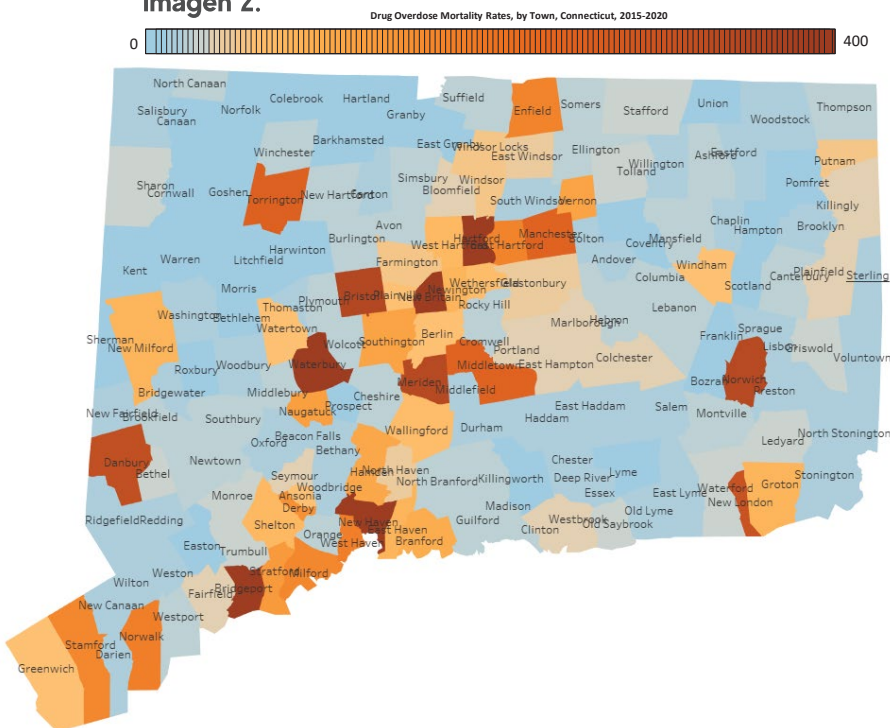 Imagen 2.
Drug Overdose Mortality Rates, by Town, Connecticut, 2015-2020
0 400
North Canaan
Colebrook Hartland Suffield
Salisbury Norfolk Enfield Somers Stafford Union Thompson
Canaan Granby Woodstock
Barkhamsted East Granby Windsor Locks
Winchester East Windsor Ellington Ashford Eastford
Willington Putnam
Tolland
Sharon Simsbury Windsor Pomfret
Cornwall Goshen Torrington New Hartford Canton Bloomfield South Windsor Vernon
Killingly
Avon Chaplin
Burlington West Hartford Hartford East Hartford Manchester Bolton Coventry Mansfield Hampton Brooklyn
Harwinton
Warren Litchfield Farmington Andover
Kent Windham Plainfield
Columbia Canterbury Sterling
Morris Bristol Plainville New Britain Newington Wethersfield Glastonbury Scotland
Plymouth
Washington Bethlehem Thomaston Rocky Hill Lebanon
Watertown Marlborough Hebron
Sherman Wolcott Southington Berlin Cromwell Franklin Sprague
New Milford Portland Lisbon Griswold
Roxbury Woodbury Waterbury Middletown East Hampton Colchester Voluntown
Bridgewater Middlebury Cheshire Meriden Middlefield Bozrah Norwich Preston
New Fairfield Brookfield Southbury Naugatuck Prospect East Haddam Salem Montville
Haddam
Oxford Beacon Falls Wallingford Durham
Bethany Ledyard North Stonington
Danbury Bethel Newtown Hamden North Haven Chester
Seymour North Branford Killingworth Deep River Lyme Stonington
Woodbridge
Monroe Ansonia Essex East Lyme Waterford Groton
Derby Madison New London
Ridgefield Redding Shelton New Haven East Haven Guilford Westbrook Old Lyme
Orange Clinton Old Saybrook
Easton Trumbull West Haven Branford
Weston Stratford Milford
Wilton Fairfield Bridgeport
New Canaan Westport
Norwalk
Stamford
Darien
Greenwich